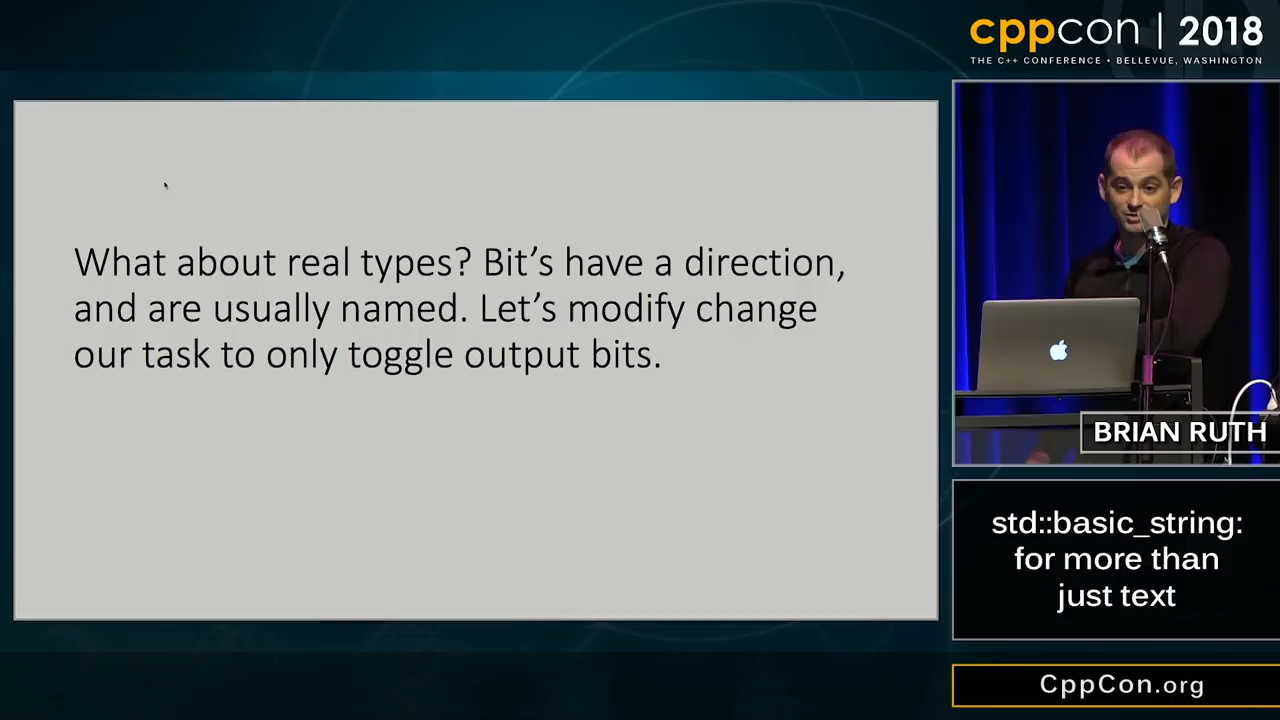 cppcon | 2018
THE C++ CONFERENCE • BELLEVUE, WASHINGTON
What about real types? Bit’s have a direction,
and are usually named. Let’s modify change
our task to only toggle output bits.
BRIAN RUTH
std::basic_string:
for more than
just text
CppCon.org